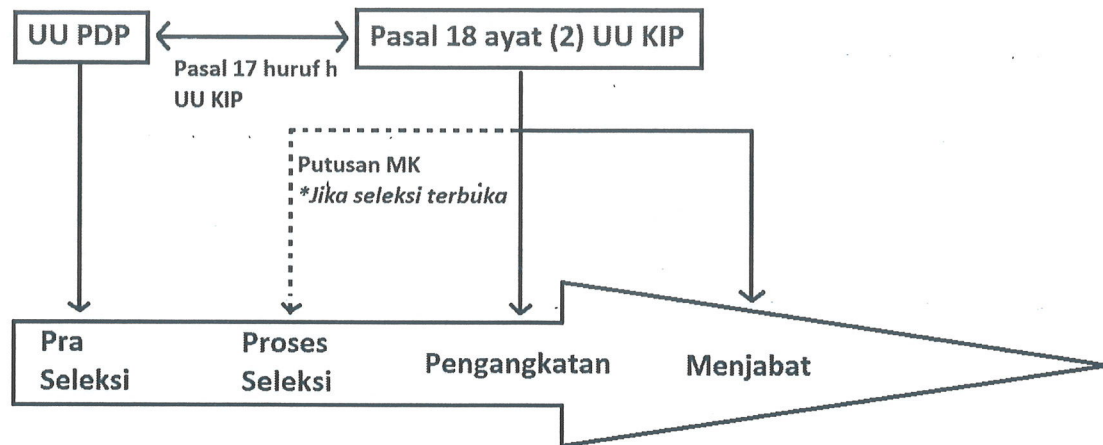 UU PDP
Pasal 18 ayat (2) UU KIP
Pasal 17 huruf h
UU KIP
Putusan MK
*Jika seleksi terbuka
Pra
Seleksi
Proses
Seleksi
Pengangkatan
Menjabat